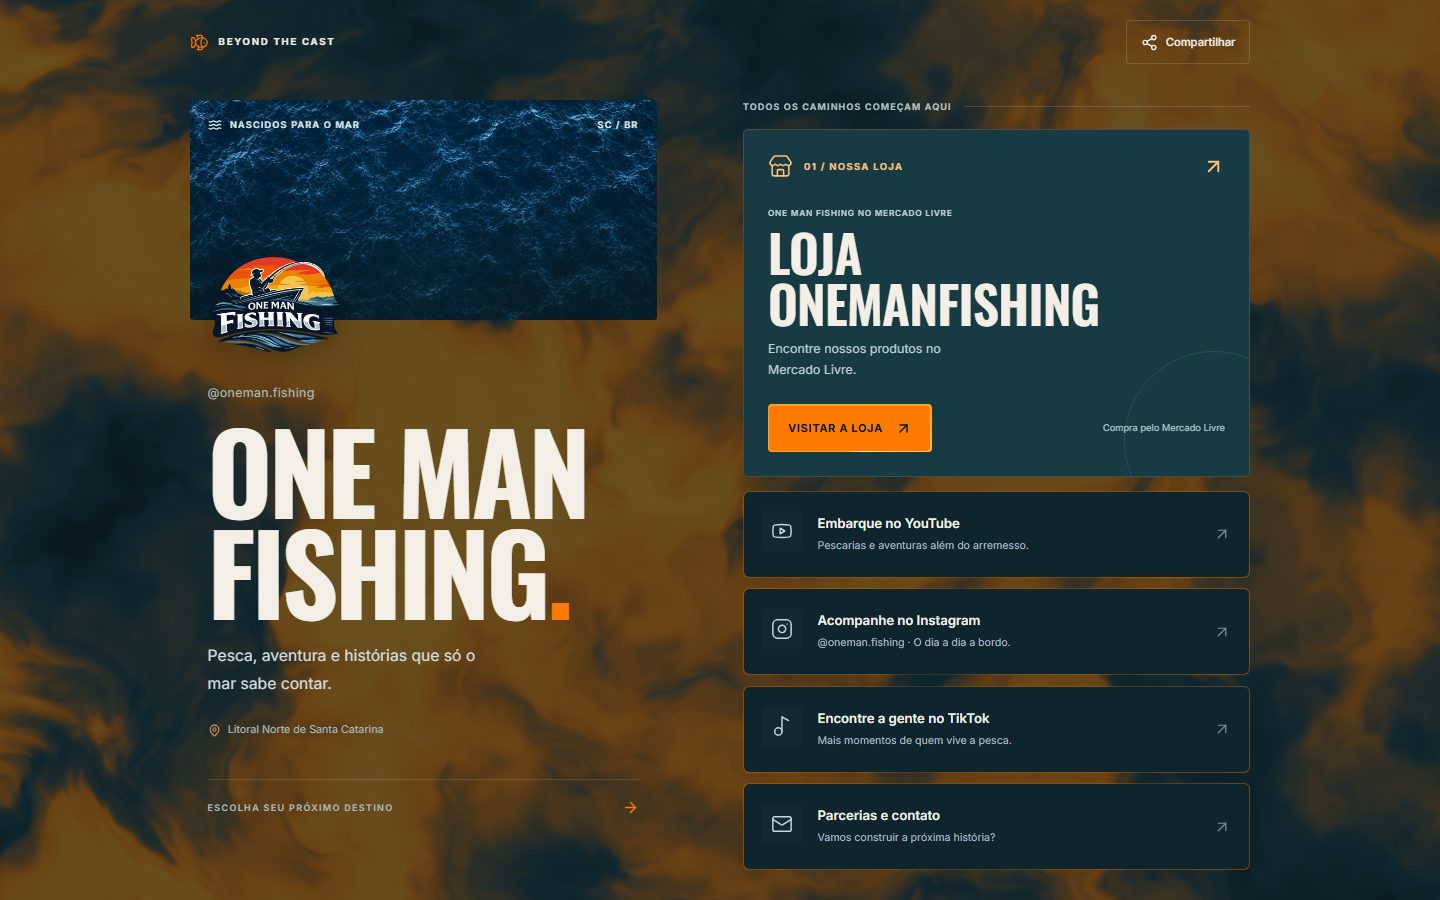 BEYOND THE CAST
Compartilhar
NASCIDOS PARA O MAR
SC / BR
ONE MAN
FISHING
@oneman.fishing
ONE MAN
FISHING.
Pesca, aventura e histórias que só o
mar sabe contar.
Litoral Norte de Santa Catarina
ESCOLHA SEU PRÓXIMO DESTINO
TODOS OS CAMINHOS COMEÇAM AQUI
01 / NOSSA LOJA
ONE MAN FISHING NO MERCADO LIVRE
LOJA
ONEMANFISHING
Encontre nossos produtos no
Mercado Livre.
VISITAR A LOJA
Compra pelo Mercado Livre
Embarque no YouTube
Pescarias e aventuras além do arremesso.
Acompanhe no Instagram
@oneman.fishing · O dia a dia a bordo.
Encontre a gente no TikTok
Mais momentos de quem vive a pesca.
Parcerias e contato
Vamos construir a próxima história?